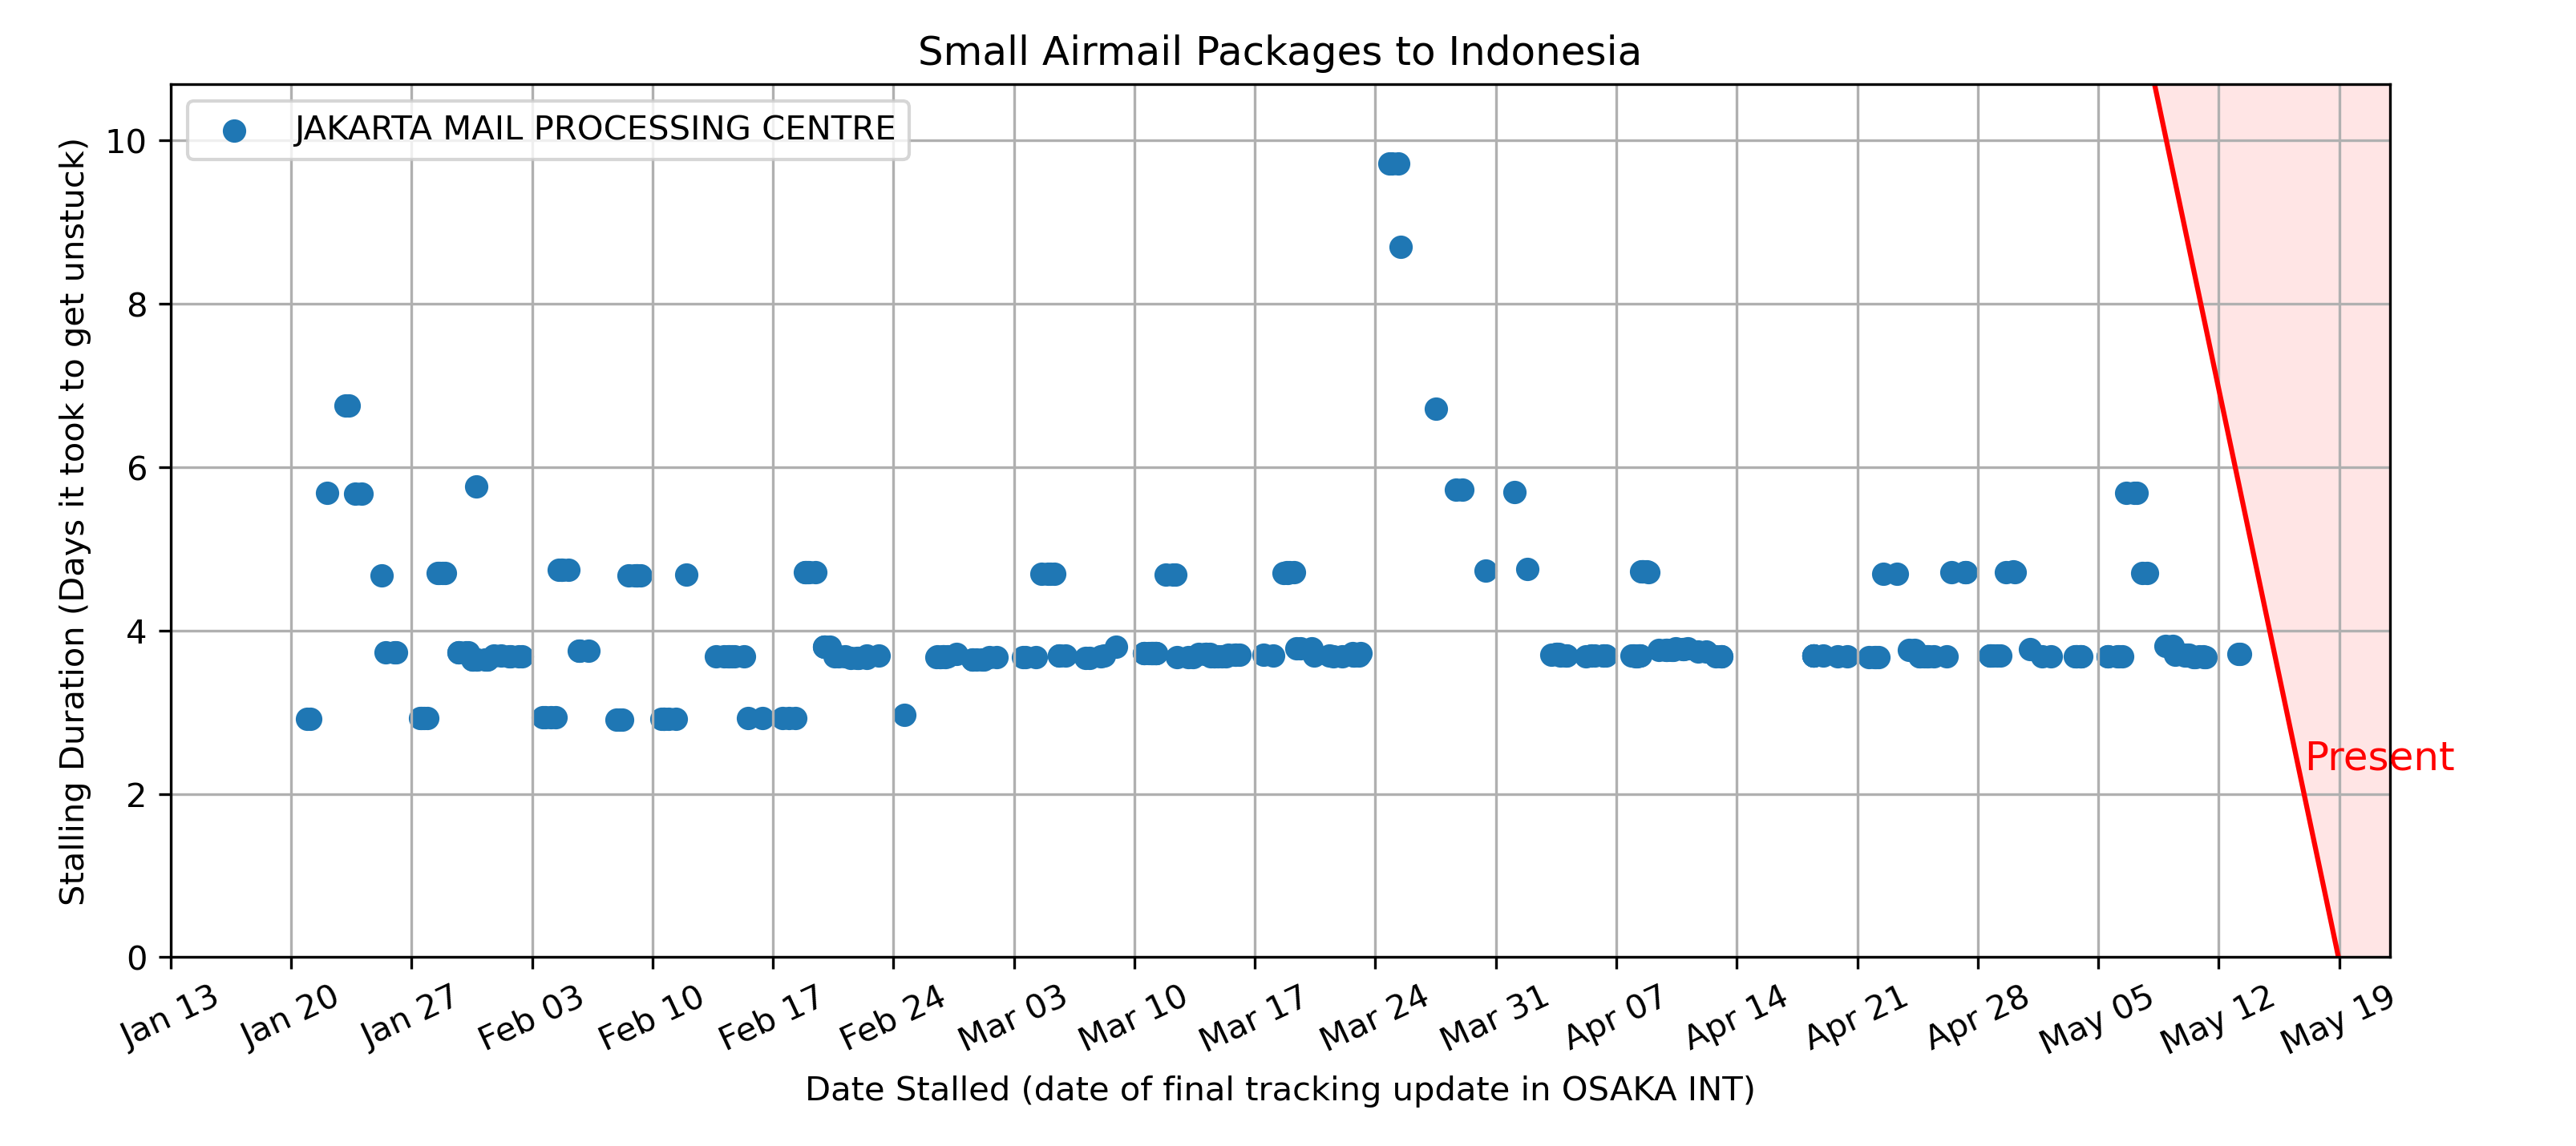 Small Airmail Packages to Indonesia
JAKARTA MAIL PROCESSING CENTRE
Stalling Duration (Days it took to get unstuck)
10
8
6
4
2
0
Present
Jan 13
Jan 20
Jan 27
Feb 03
Feb 10
Feb 17
Feb 24
Mar 03
Mar 10
Mar 17
Mar 24
Mar 31
Apr 07
Apr 14
Apr 21
Apr 28
May 05
May 12
May 19
Date Stalled (date of final tracking update in OSAKA INT)